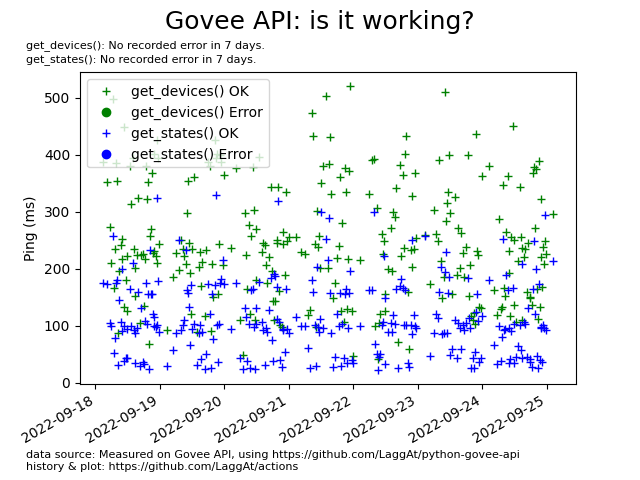 Govee API: is it working?
get_devices(): No recorded error in 7 days.
get_states(): No recorded error in 7 days.
get_devices() OK
get_devices() Error
get_states() OK
get_states() Error
Ping (ms)
500
400
300
200
100
0
2022-09-18
2022-09-19
2022-09-20
2022-09-21
2022-09-22
2022-09-23
2022-09-24
2022-09-25
data source: Measured on Govee API, using https://github.com/LaggAt/python-govee-api
history & plot: https://github.com/LaggAt/actions